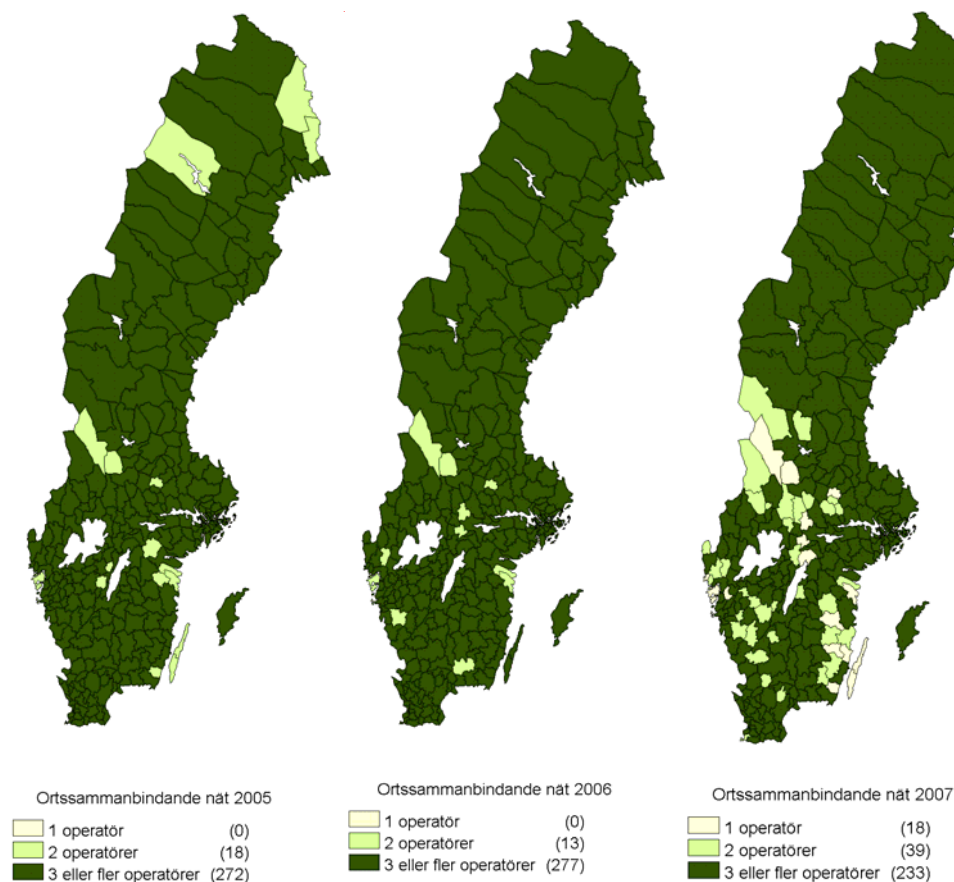 Ortssammanbindande nät 2005
1 operatör (0)
2 operatörer (18)
3 eller fler operatörer (272)
Ortssammanbindande nät 2006
1 operatör (0)
2 operatörer (13)
3 eller fler operatörer (277)
Ortssammanbindande nät 2007
1 operatör (18)
2 operatörer (39)
3 eller fler operatörer (233)